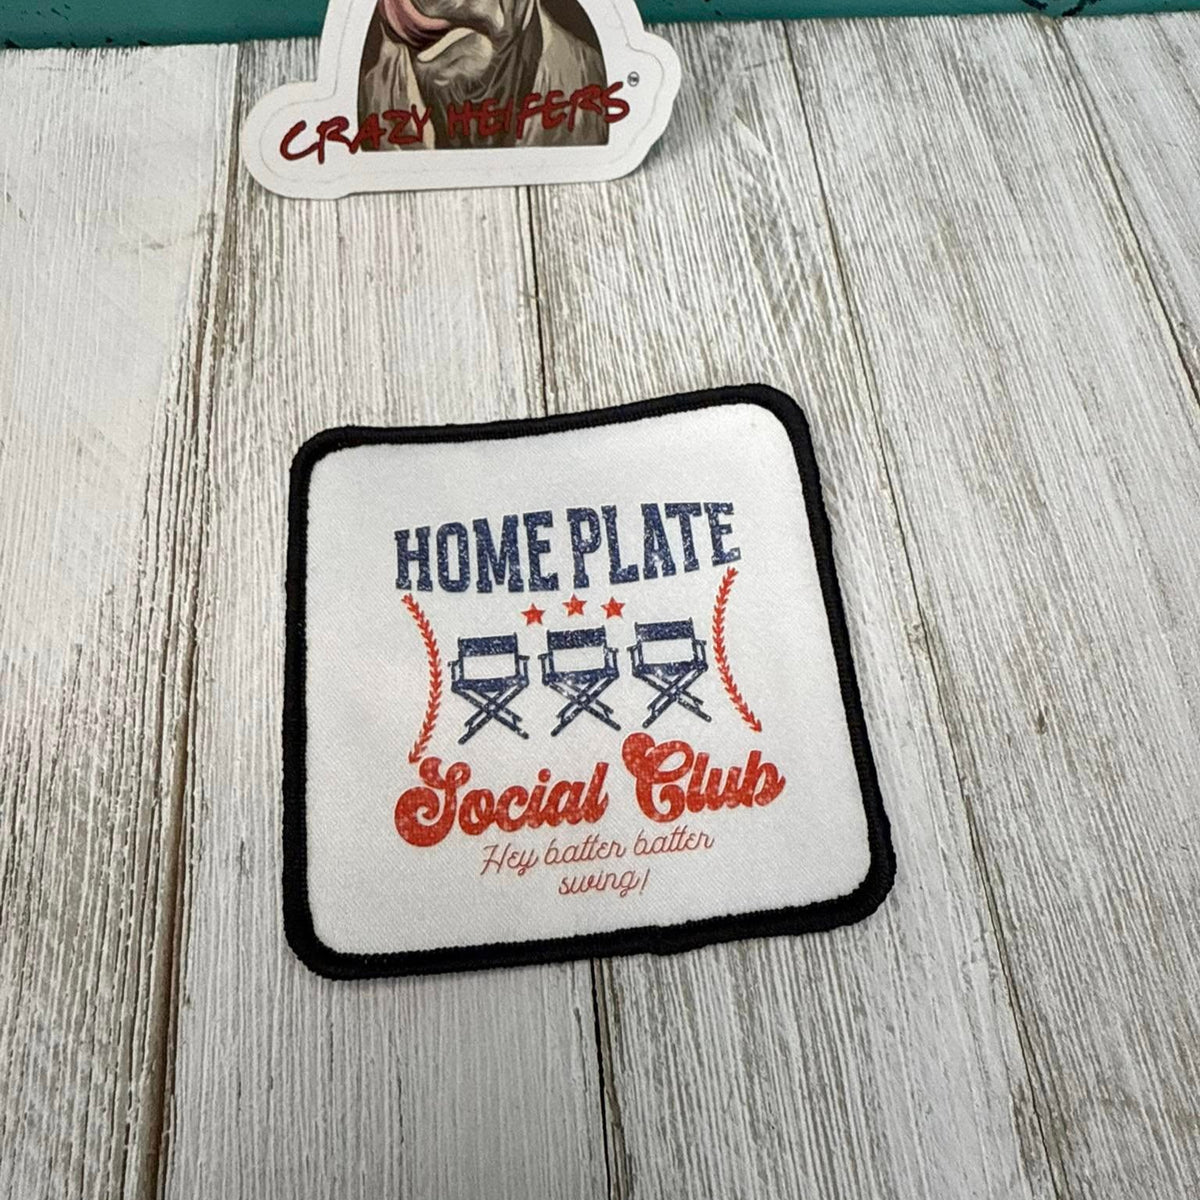 CRAZY HEIFERS
HOME PLATE
Social Club
Hey batter batter
swing!